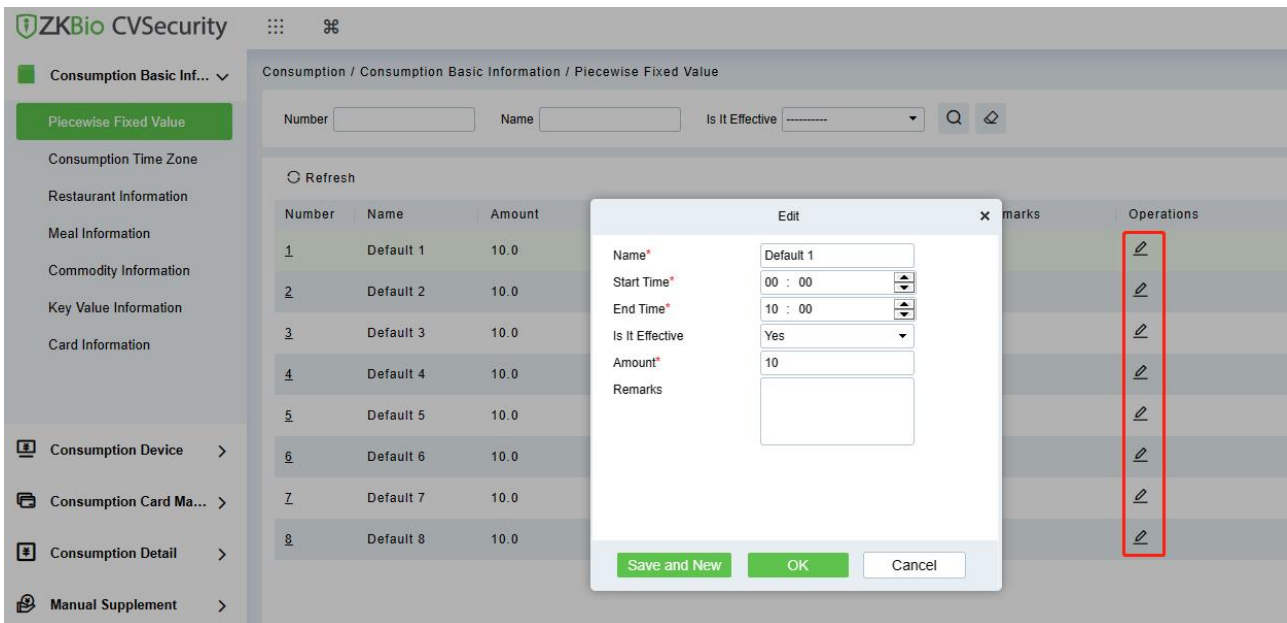 ZKBio CVSecurity
Consumption Basic Inf...
Piecewise Fixed Value
Consumption Time Zone
Restaurant Information
Meal Information
Commodity Information
Key Value Information
Card Information
Consumption Device
Consumption Card Ma...
Consumption Detail
Manual Supplement
Consumption / Consumption Basic Information / Piecewise Fixed Value
Number Name Is It Effective ----------
Refresh
Number Name Amount marks Operations
1 Default 1 10.0
2 Default 2 10.0
3 Default 3 10.0
4 Default 4 10.0
5 Default 5 10.0
6 Default 6 10.0
7 Default 7 10.0
8 Default 8 10.0
Edit
Name* Default 1
Start Time* 00 : 00
End Time* 10 : 00
Is It Effective Yes
Amount* 10
Remarks
Save and New OK Cancel